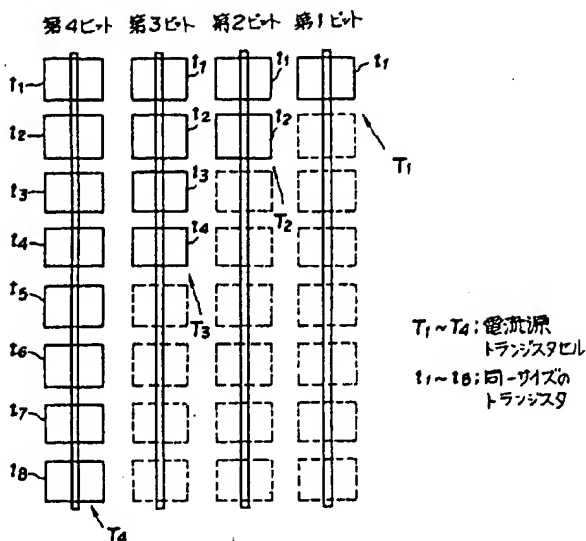 第4ビット 第3ビット 第2ビット 第1ビット
t1 t1 t1 t1
t2 t2 t2
T1
t3 t3
T2
t4 t4
T3
t5
T1~T4;電流源
トランジスタセル
t6
t1~t8;同一サイズの
トランジスタ
t7
t8
T4